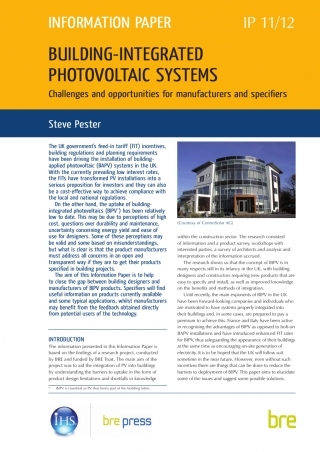 INFORMATION PAPER
IP 11/12
BUILDING-INTEGRATED
PHOTOVOLTAIC SYSTEMS
Challenges and opportunities for manufacturers and specifiers
Steve Pester
The UK government's feed-in tariff (FIT) incentives,
building regulations and planning requirements
have been driving the installation of building-
applied photovoltaic (BAPV) systems in the UK.
With the currently prevailing low interest rates,
the FITs have transformed PV installations into a
serious proposition for investors and they can also
be a cost-effective way to achieve compliance with
the local and national regulations.
On the other hand, the uptake of building-
integrated photovoltaics (BIPV¹) has been relatively
low to date. This may be due to perceptions of high
cost, questions over durability and maintenance,
uncertainty concerning energy yield and ease of
use for designers. Some of these perceptions may
be valid and some based on misunderstandings,
but what is clear is that the product manufacturers
must address all concerns in an open and
transparent way if they are to get their products
specified in building projects.
The aim of this Information Paper is to help
to close the gap between building designers and
manufacturers of BIPV products. Specifiers will find
useful information on products currently available
and some typical applications, whilst manufacturers
may benefit from the feedback obtained directly
from potential users of the technology.
INTRODUCTION
The information presented in this Information Paper is
based on the findings of a research project, conducted
by BRE and funded by BRE Trust. The main aim of the
project was to aid the integration of PV into buildings
by understanding the barriers to uptake in the form of
product design limitations and shortfalls in knowledge
¹ BIPV is classified as PV that forms part of the building fabric.
(Courtesy of Centrosolar AG)
within the construction sector. The research consisted
of information and a product survey, workshops with
interested parties, a survey of architects and analysis and
interpretation of the information accrued.
The research shows us that the concept of BIPV is in
many respects still in its infancy in the UK, with building
designers and constructors requiring new products that are
easy to specify and install, as well as improved knowledge
on the benefits and methods of integration.
Until recently, the main exponents of BIPV in the UK
have been forward-looking companies and individuals who
are motivated to have systems properly integrated into
their buildings and, in some cases, are prepared to pay a
premium to achieve this. France and Italy have been active
in recognising the advantages of BIPV as opposed to bolt-on
BAPV installations and have introduced enhanced FIT rates
for BIPV, thus safeguarding the appearance of their buildings
at the same time as encouraging on-site generation of
electricity. It is to be hoped that the UK will follow suit
sometime in the near future. However, even without such
incentives there are things that can be done to reduce the
barriers to deployment of BIPV. This paper aims to elucidate
some of the issues and suggest some possible solutions.
IHS
bre press
bre